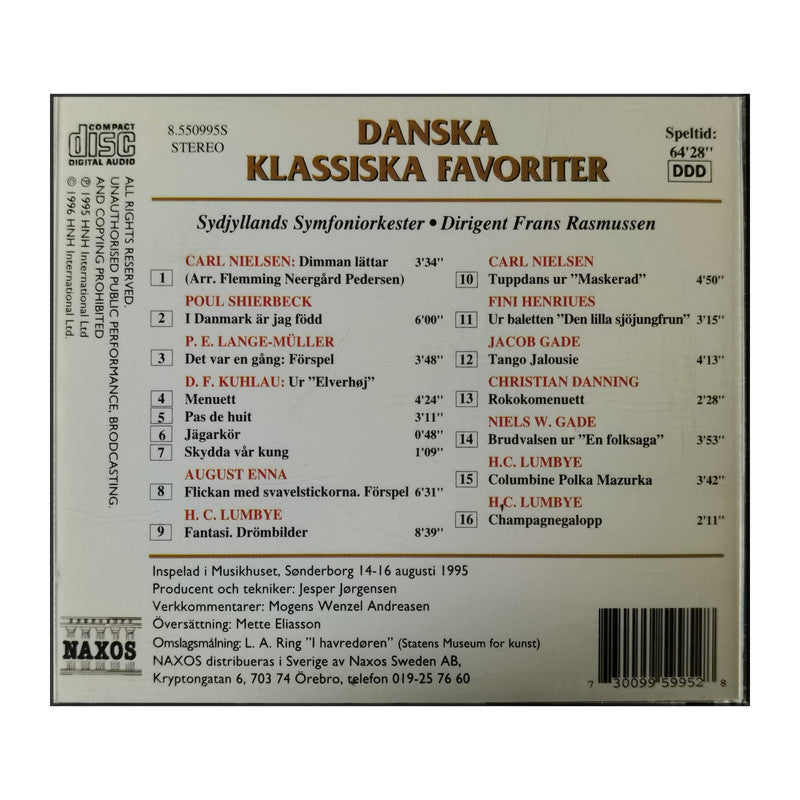 COMPACT
disc
DIGITAL AUDIO
8.550995S
STEREO
DANSKA
KLASSISKA FAVORITER
Speltid:
64'28"
DDD
ALL RIGHTS RESERVED.
UNAUTHORISED PUBLIC PERFORMANCE, BRODCASTING,
AND COPYING PROHIBITED
℗ 1995 HNH International Ltd.
© 1996 HNH International Ltd.
Sydjyllands Symfoniorkester • Dirigent Frans Rasmussen
CARL NIELSEN: Dimman lättar 3'34"
1 (Arr. Flemming Neergård Pedersen)
POUL SHIERBECK
2 I Danmark är jag född 6'00"
P. E. LANGE-MÜLLER
3 Det var en gång: Förspel 3'48"
D. F. KUHLAU: Ur ”Elverhøj”
4 Menuett 4'24"
5 Pas de huit 3'11"
6 Jägarkör 0'48"
7 Skydda vår kung 1'09"
AUGUST ENNA
8 Flickan med svavelstickorna. Förspel 6'31"
H. C. LUMBYE
9 Fantasi. Drömbilder 8'39"
CARL NIELSEN
10 Tuppdans ur ”Maskerad” 4'50"
FINI HENRIUES
11 Ur baletten ”Den lilla sjöjungfrun” 3'15"
JACOB GADE
12 Tango Jalousie 4'13"
CHRISTIAN DANNING
13 Rokokomenuett 2'28"
NIELS W. GADE
14 Brudvalsen ur ”En folksaga” 3'53"
H.C. LUMBYE
15 Columbine Polka Mazurka 3'42"
H.C. LUMBYE
16 Champagnegalopp 2'11"
Inspelad i Musikhuset, Sønderborg 14-16 augusti 1995
Producent och tekniker: Jesper Jørgensen
Verkkommentarer: Mogens Wenzel Andreasen
Översättning: Mette Eliasson
Omslagsmålning: L. A. Ring "I havredøren" (Statens Museum for kunst)
NAXOS distribueras i Sverige av Naxos Sweden AB,
Kryptongatan 6, 703 74 Örebro, telefon 019-25 76 60
NAXOS
7 30099 59952 8